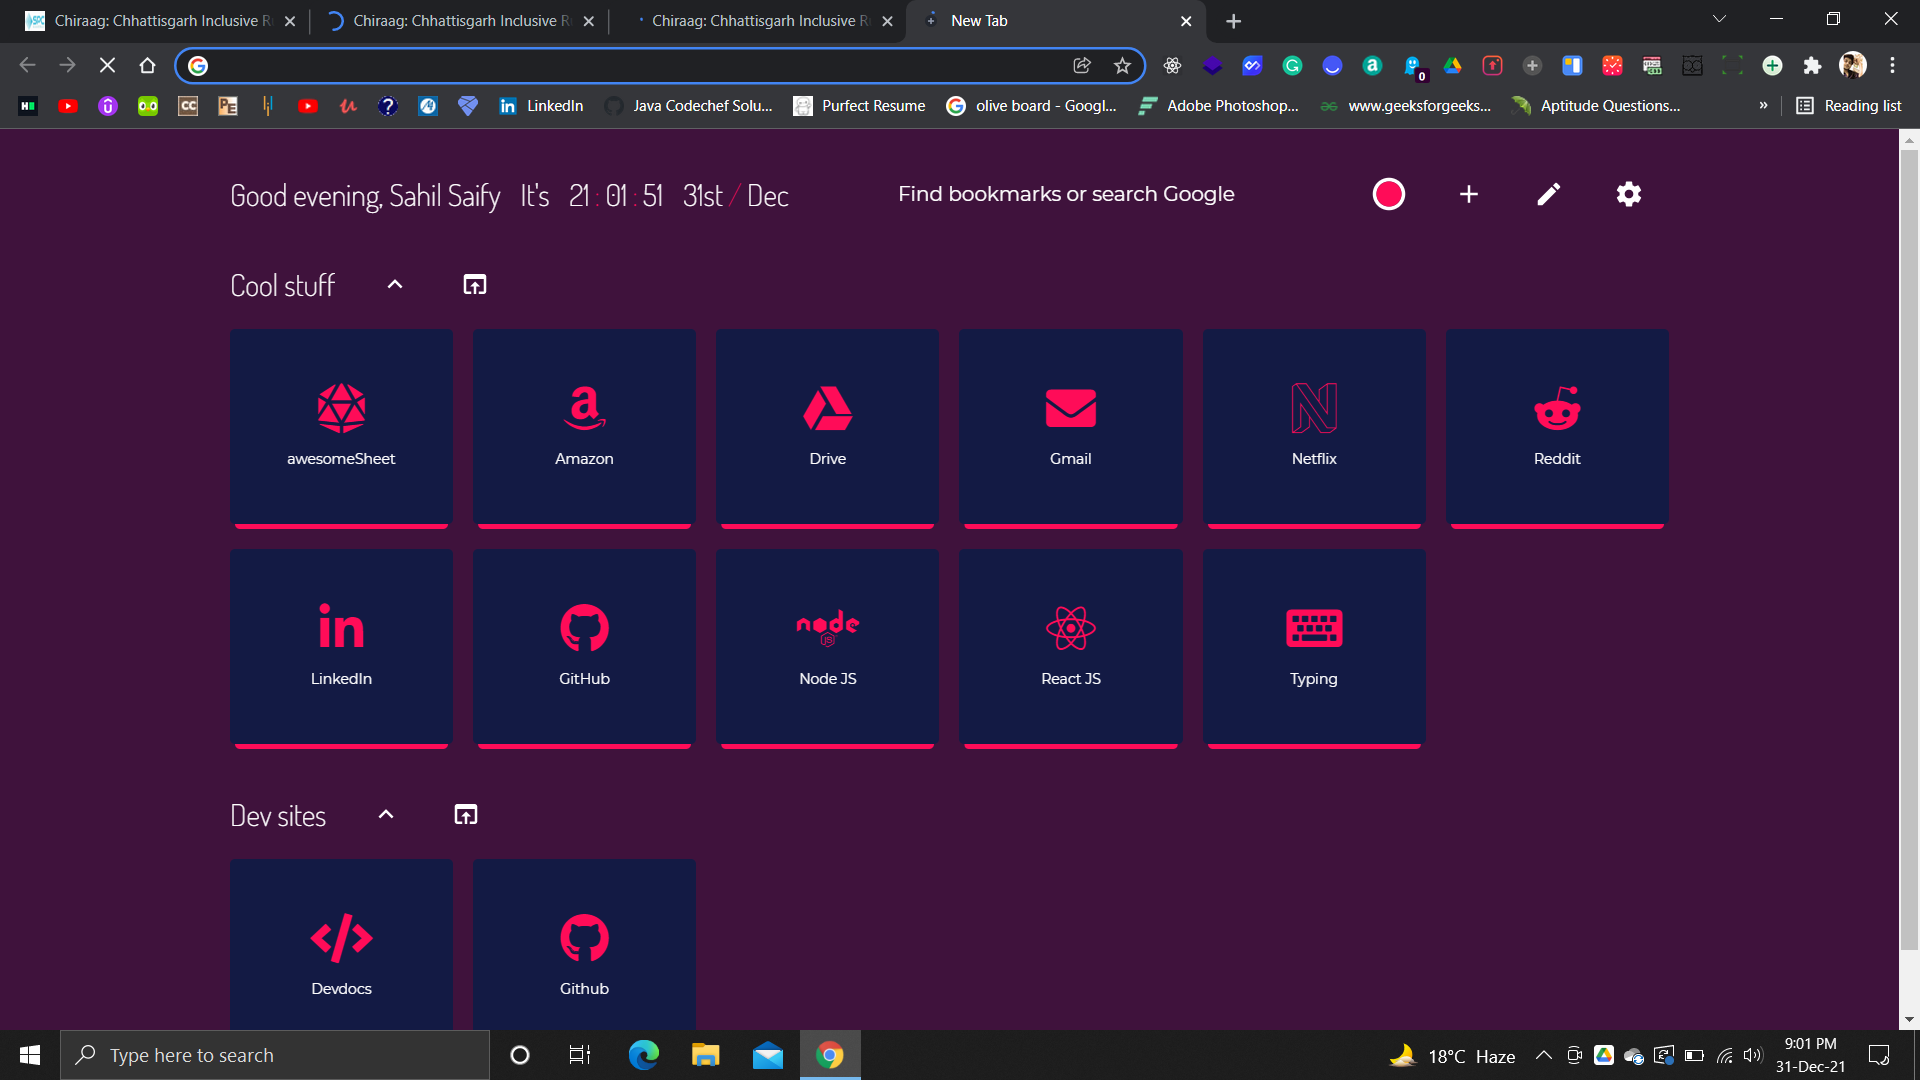 Chiraag: Chhattisgarh Inclusive R
Chiraag: Chhattisgarh Inclusive R
Chiraag: Chhattisgarh Inclusive R
New Tab
0
LinkedIn
Java Codechef Solu...
Purfect Resume
olive board - Googl...
Adobe Photoshop...
www.geeksforgeeks...
Aptitude Questions...
»
Reading list
Good evening, Sahil Saify It's 21:01:51 31st / Dec
Find bookmarks or search Google
Cool stuff
awesomeSheet
Amazon
Drive
Gmail
Netflix
Reddit
LinkedIn
GitHub
node
JS
Node JS
React JS
Typing
Dev sites
Devdocs
Github
Type here to search
18°C Haze
9:01 PM
31-Dec-21